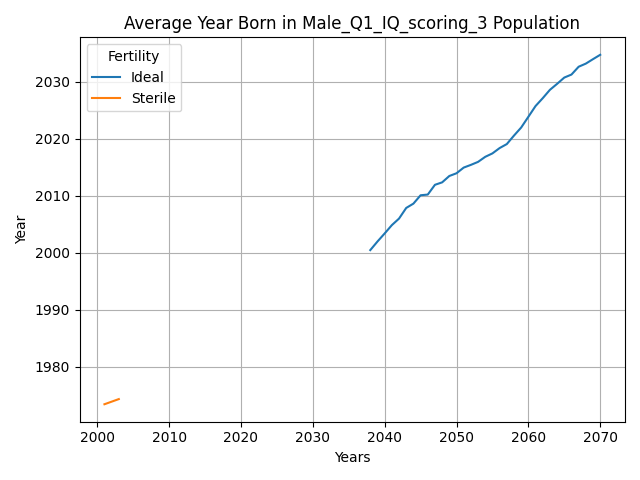 Average Year Born in Male_Q1_IQ_scoring_3 Population
Fertility
Ideal
Sterile
Year
2030
2020
2010
2000
1990
1980
2000 2010 2020 2030 2040 2050 2060 2070
Years